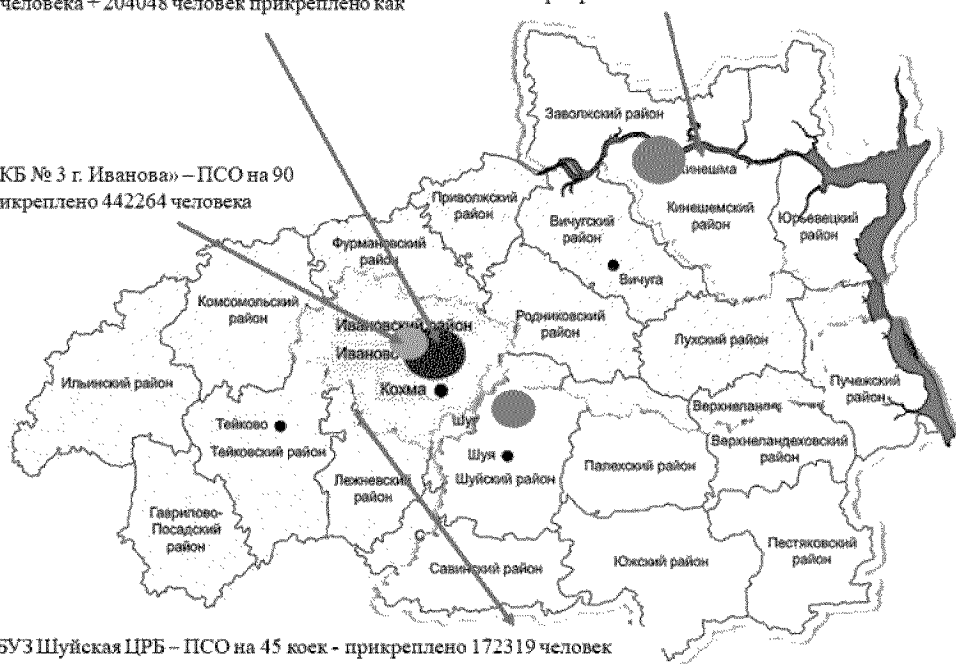 человека + 204048 человек прикреплено как
КБ № 3 г. Иванова» – ПСО на 90
икреплено 442264 человека
Заволжский район
Кинешма
Приволжский
район
Вичугский
район
Кинешемский
район
Юрьевецкий
район
Фурмановский
район
Вичуга
Комсомольский
район
Ивановский район
Иваново
Родниковский
район
Лухский район
Ильинский район
Кохма
Пучежский
район
Тейково
Тейковский район
Шуя
Шуйский район
Верхнеландеховский
район
Палехский район
Лежневский
район
Гаврилово-
Посадский
район
Савинский район
Южский район
Пестяковский
район
БУЗ Шуйская ЦРБ – ПСО на 45 коек - прикреплено 172319 человек